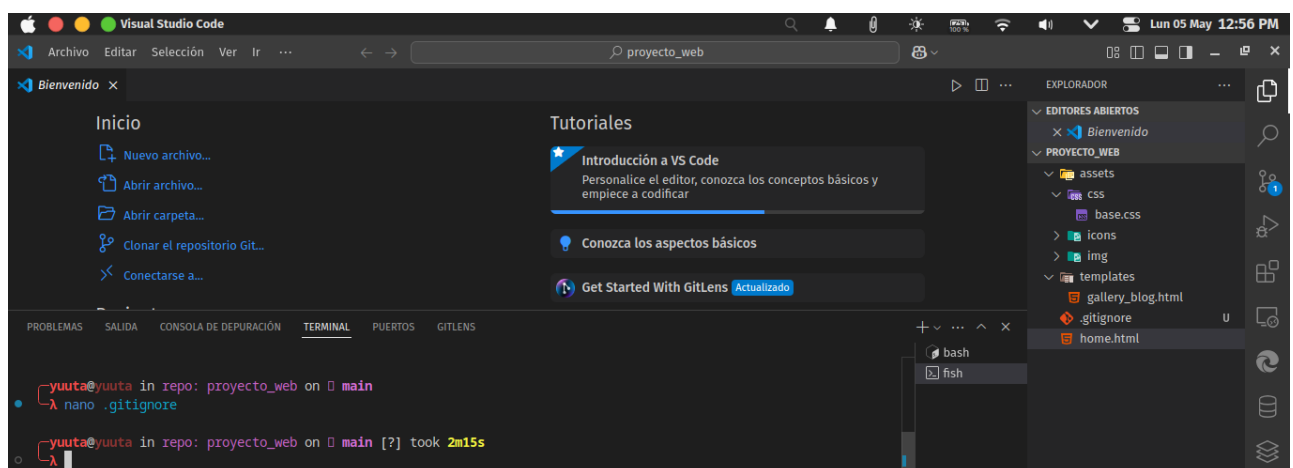 Visual Studio Code
100 %
Lun 05 May 12:56 PM
Archivo Editar Selección Ver Ir ···
proyecto_web
Bienvenido
Inicio
Nuevo archivo...
Abrir archivo...
Abrir carpeta...
Clonar el repositorio Git...
Conectarse a...
Tutoriales
Introducción a VS Code
Personalice el editor, conozca los conceptos básicos y
empiece a codificar
Conozca los aspectos básicos
Get Started With GitLens Actualizado
EXPLORADOR
EDITORES ABIERTOS
Bienvenido
PROYECTO_WEB
assets
css
base.css
icons
img
templates
gallery_blog.html
.gitignore U
home.html
1
PROBLEMAS SALIDA CONSOLA DE DEPURACIÓN TERMINAL PUERTOS GITLENS
yuuta@yuuta in repo: proyecto_web on main
λ nano .gitignore
yuuta@yuuta in repo: proyecto_web on main [?] took 2m15s
λ
bash
fish